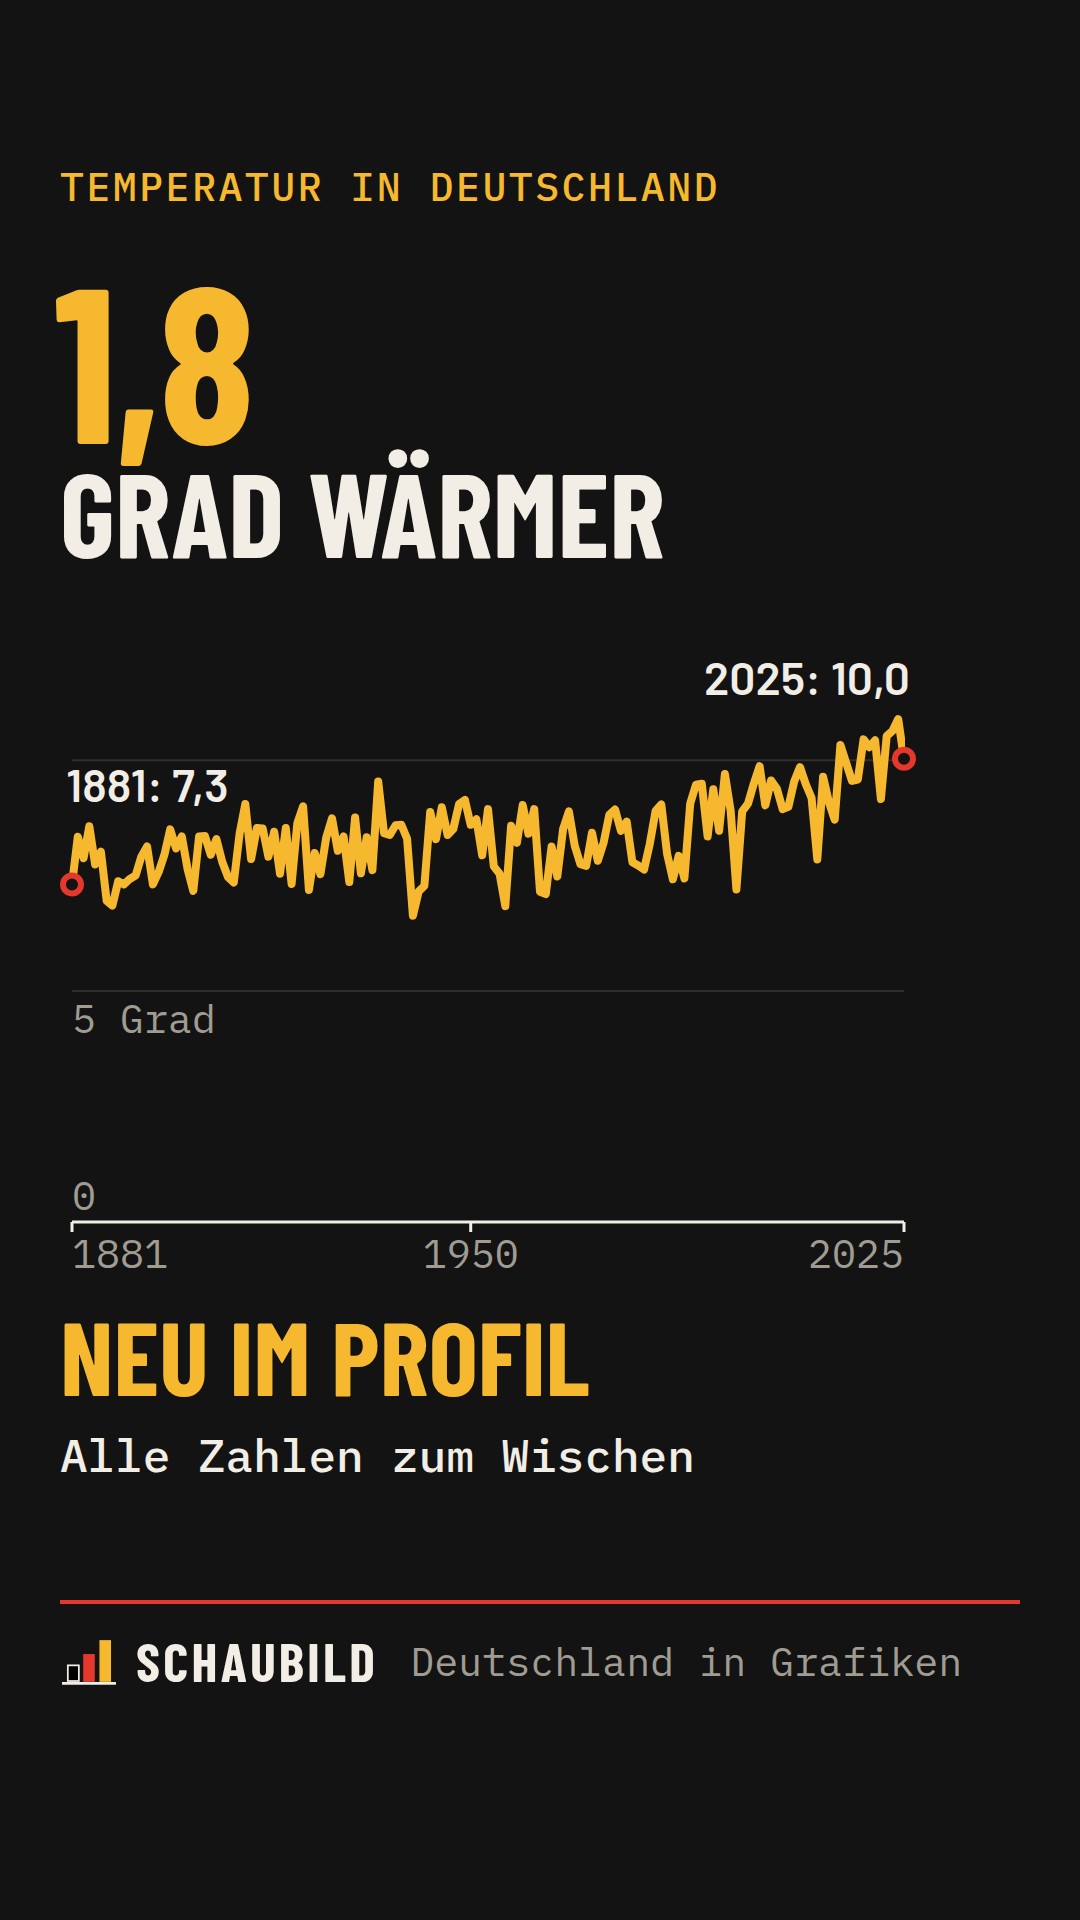 TEMPERATUR IN DEUTSCHLAND
1,8
GRAD WÄRMER
2025: 10,0
1881: 7,3
5 Grad
0
1881 1950 2025
NEU IM PROFIL
Alle Zahlen zum Wischen
SCHAUBILD Deutschland in Grafiken